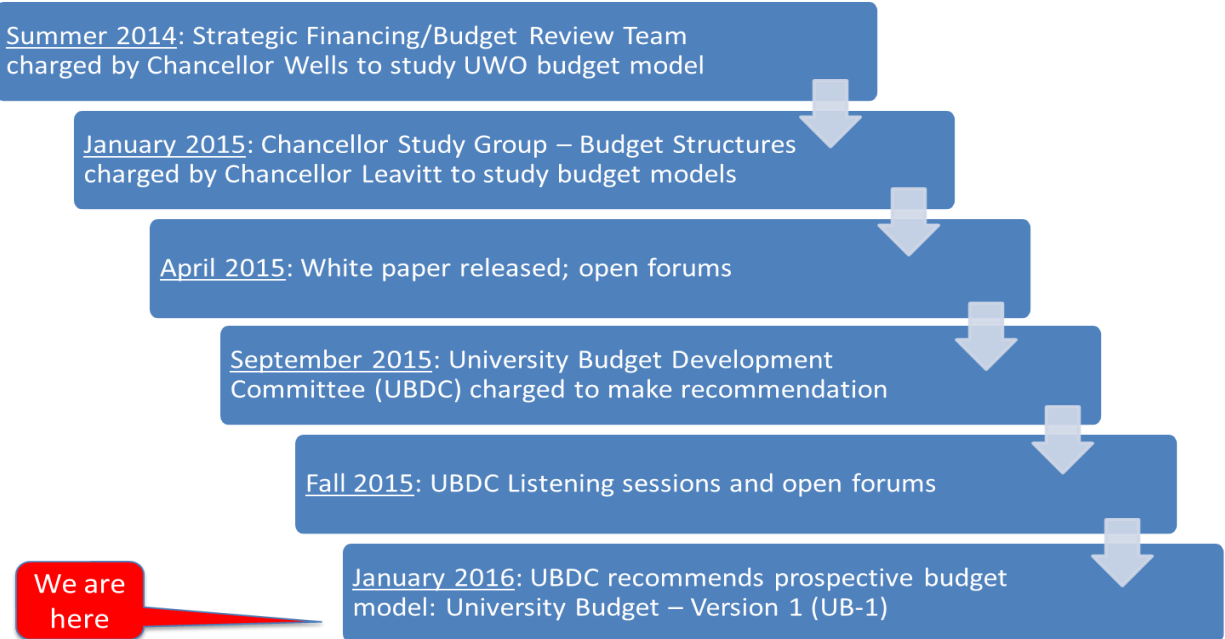 Summer 2014: Strategic Financing/Budget Review Team
charged by Chancellor Wells to study UWO budget model
January 2015: Chancellor Study Group – Budget Structures
charged by Chancellor Leavitt to study budget models
April 2015: White paper released; open forums
September 2015: University Budget Development
Committee (UBDC) charged to make recommendation
Fall 2015: UBDC Listening sessions and open forums
We are
here
January 2016: UBDC recommends prospective budget
model: University Budget – Version 1 (UB-1)